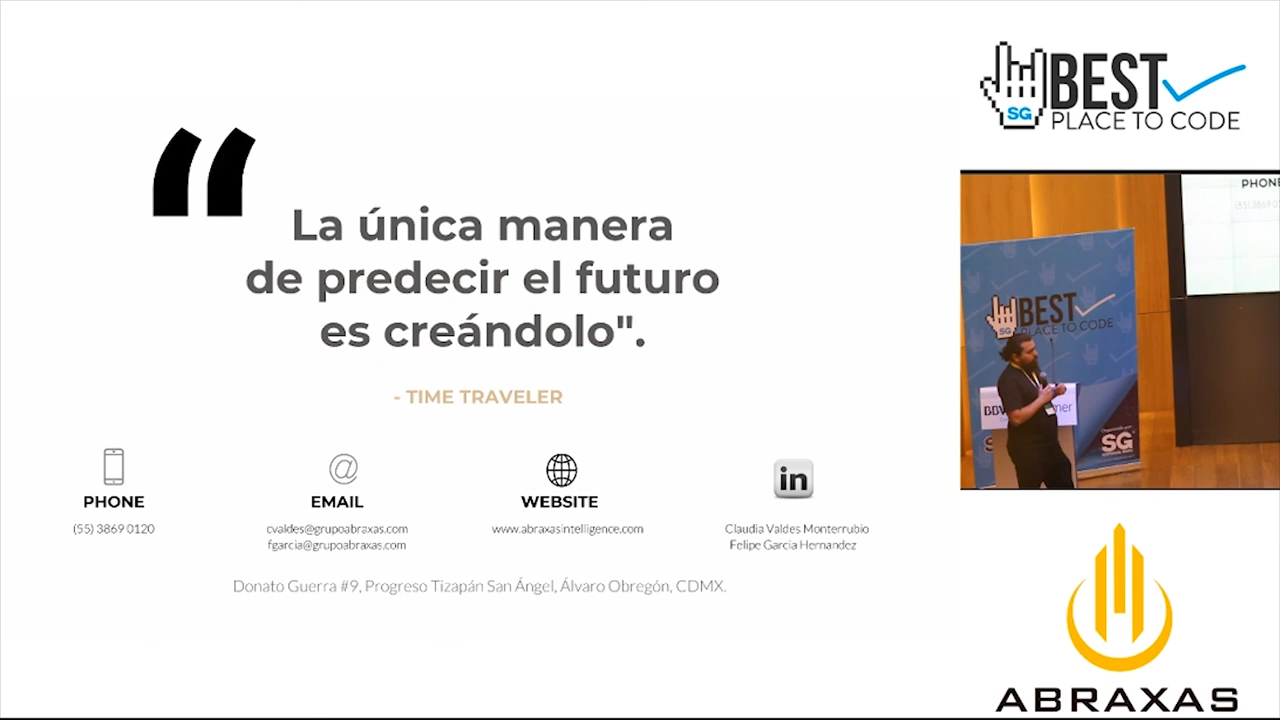 La única manera
de predecir el futuro
es creándolo".
- TIME TRAVELER
PHONE
(55) 3869 0120
EMAIL
cvaldes@grupoabraxas.com
fgarcia@grupoabraxas.com
WEBSITE
www.abraxasintelligence.com
in
Claudia Valdes Monterrubio
Felipe Garcia Hernandez
Donato Guerra #9, Progreso Tizapán San Ángel, Álvaro Obregón, CDMX.
SG
BEST
PLACE TO CODE
PHONE
SG
BEST
PLACE TO CODE
SG
ABRAXAS